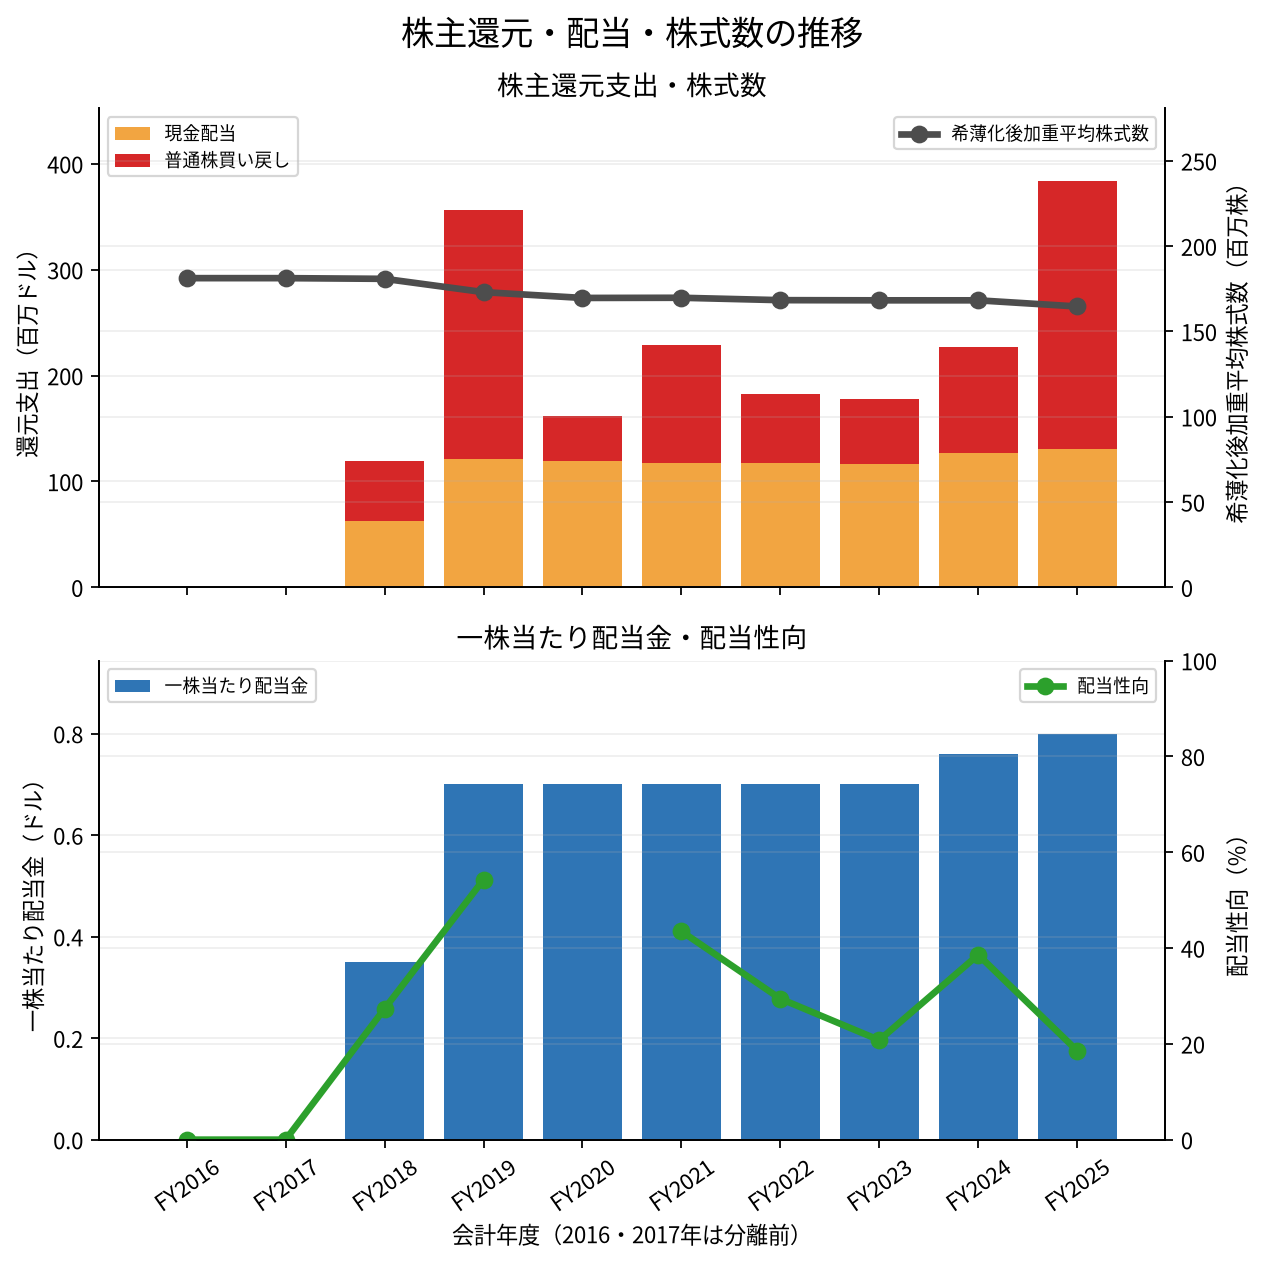 株主還元・配当・株式数の推移
株主還元支出・株式数
現金配当
普通株買い戻し
希薄化後加重平均株式数
還元支出（百万ドル）
400
300
200
100
0
希薄化後加重平均株式数（百万株）
250
200
150
100
50
0
一株当たり配当金・配当性向
一株当たり配当金
配当性向
一株当たり配当金（ドル）
0.8
0.6
0.4
0.2
0.0
配当性向（%）
100
80
60
40
20
0
FY2016
FY2017
FY2018
FY2019
FY2020
FY2021
FY2022
FY2023
FY2024
FY2025
会計年度（2016・2017年は分離前）